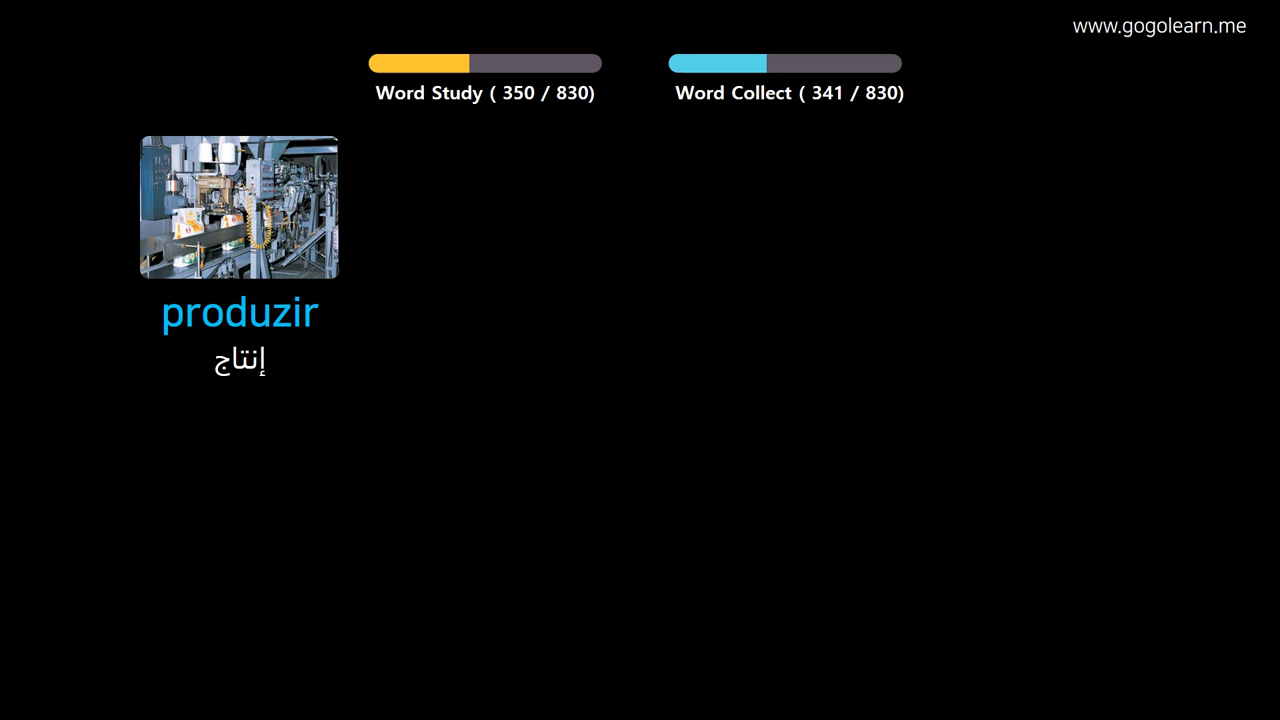 www.gogolearn.me
Word Study ( 350 / 830)
Word Collect ( 341 / 830)
produzir
إنتاج